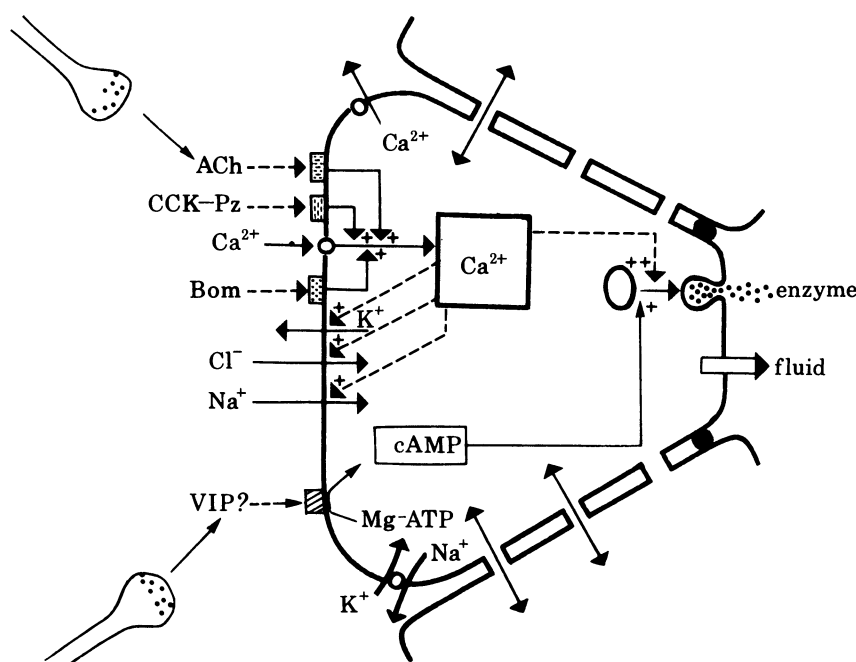 Ca²⁺
ACh
CCK–Pz
Ca²⁺
+ +
+
Ca²⁺
Bom
++
+
enzyme
+
K⁺
+
Cl⁻
+
Na⁺
fluid
cAMP
VIP?
Mg-ATP
Na⁺
K⁺